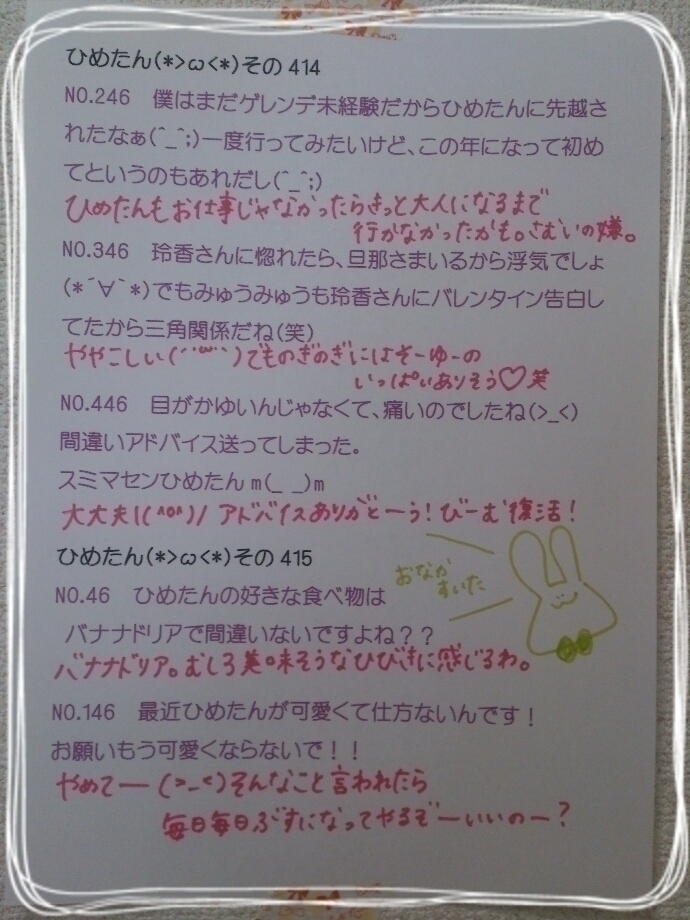 ひめたん(*>ω<*)その414
NO.246 僕はまだゲレンデ未経験だからひめたんに先越さ
れたなぁ(^_^;)一度行ってみたいけど、この年になって初め
てというのもあれだし(^_^;)
ひめたんもお仕事じゃなかったらきっと大人になるまで
行かなかったかも。さむいの嫌。
NO.346 玲香さんに惚れたら、旦那さまいるから浮気でしょ
(*´∀`*)でもみゅうみゅうも玲香さんにバレンタイン告白し
てたから三角関係だね(笑)
ややこしい(´˙꒳˙`)でものぎのぎにはそーゆーの
いっぱいありそう♡笑
NO.446 目がかゆいんじゃなくて、痛いのでしたね(>_<)
間違いアドバイス送ってしまった。
スミマセンひめたんm(_ _)m
大丈夫!(^o^)/ アドバイスありがとーう!びーむ復活!
ひめたん(*>ω<*)その415
おなか
すいた
NO.46 ひめたんの好きな食べ物は
バナナドリアで間違いないですよね??
バナナドリア。むしろ美味そうなひびきに感じるわ。
NO.146 最近ひめたんが可愛くて仕方ないんです!
お願いもう可愛くならないで!!
やめてー(>_<)そんなこと言われたら
毎日毎日ぶすになってやるぞーいいのー?